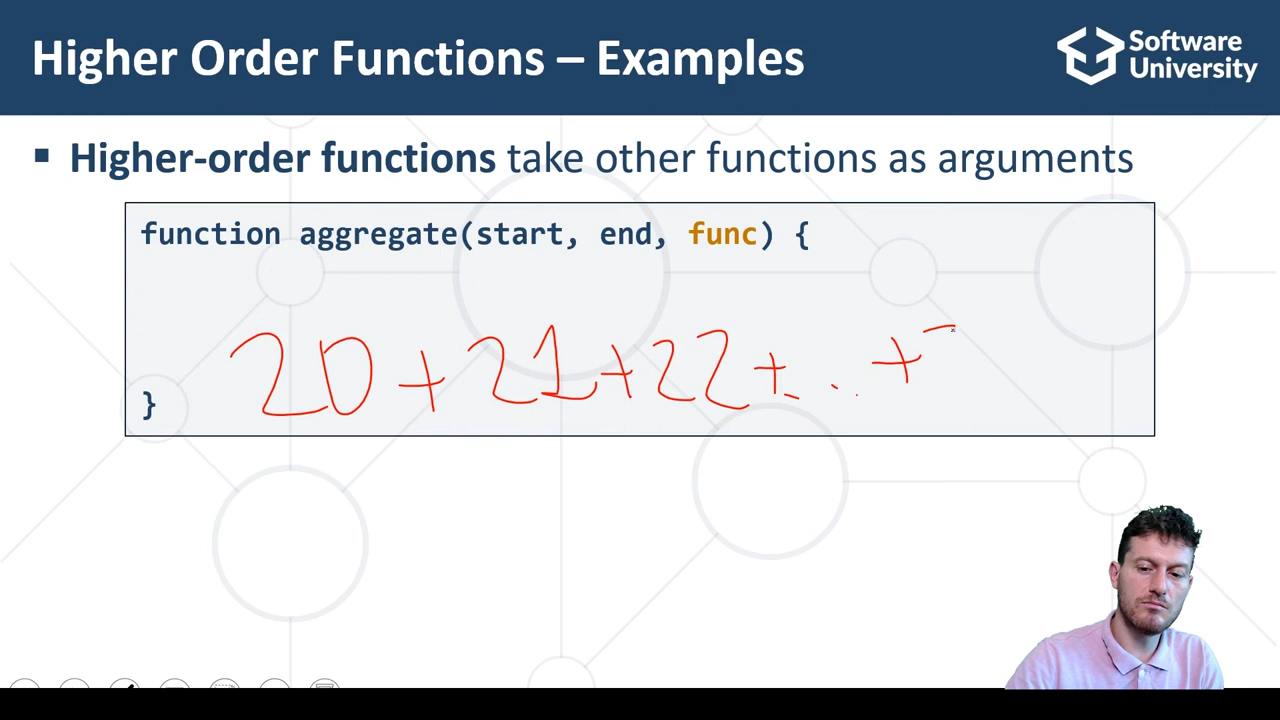 Higher Order Functions – Examples
Software
University
▪ Higher-order functions take other functions as arguments
function aggregate(start, end, func) {
20 + 21 + 22 + . . . +
}